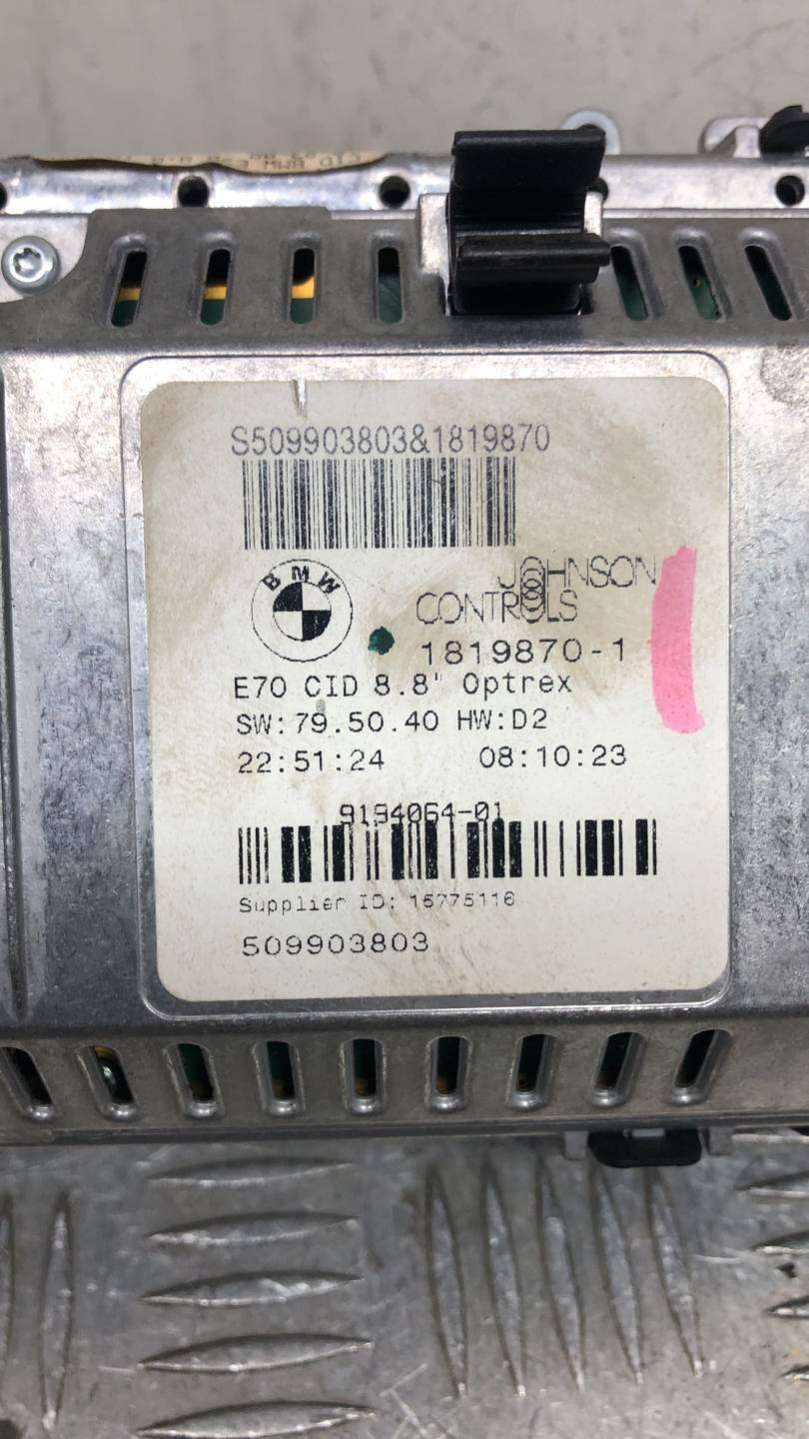 S509903803&1819870
BMW
JOHNSON
CONTROLS
1819870-1
E70 CID 8.8' Optrex
SW:79.50.40 HW:D2
22:51:24 08:10:23
9194064-01
Supplier ID: 15775116
509903803